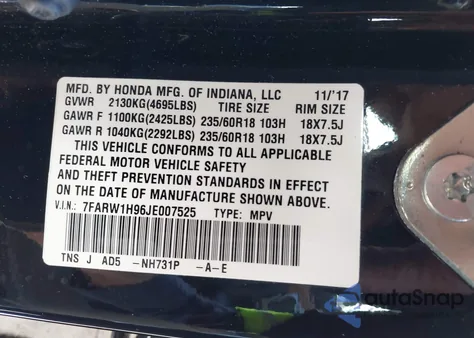 MFD. BY HONDA MFG. OF INDIANA, LLC 11/'17
GVWR 2130KG(4695LBS) TIRE SIZE RIM SIZE
GAWR F 1100KG(2425LBS) 235/60R18 103H 18X7.5J
GAWR R 1040KG(2292LBS) 235/60R18 103H 18X7.5J
THIS VEHICLE CONFORMS TO ALL APPLICABLE
FEDERAL MOTOR VEHICLE SAFETY
AND THEFT PREVENTION STANDARDS IN EFFECT
ON THE DATE OF MANUFACTURE SHOWN ABOVE.
V.I.N. 7FARW1H96JE007525 TYPE: MPV
TNS J AD5 -NH731P -A-E
autoSnap